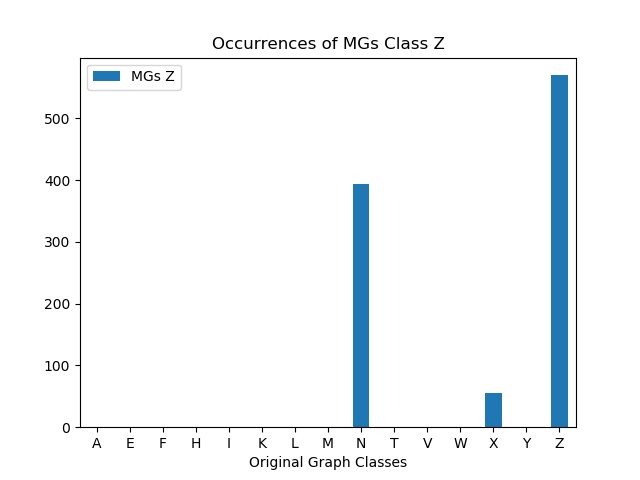 Occurrences of MGs Class Z
MGs Z
500
400
300
200
100
0
A E F H I K L M N T V W X Y Z
Original Graph Classes